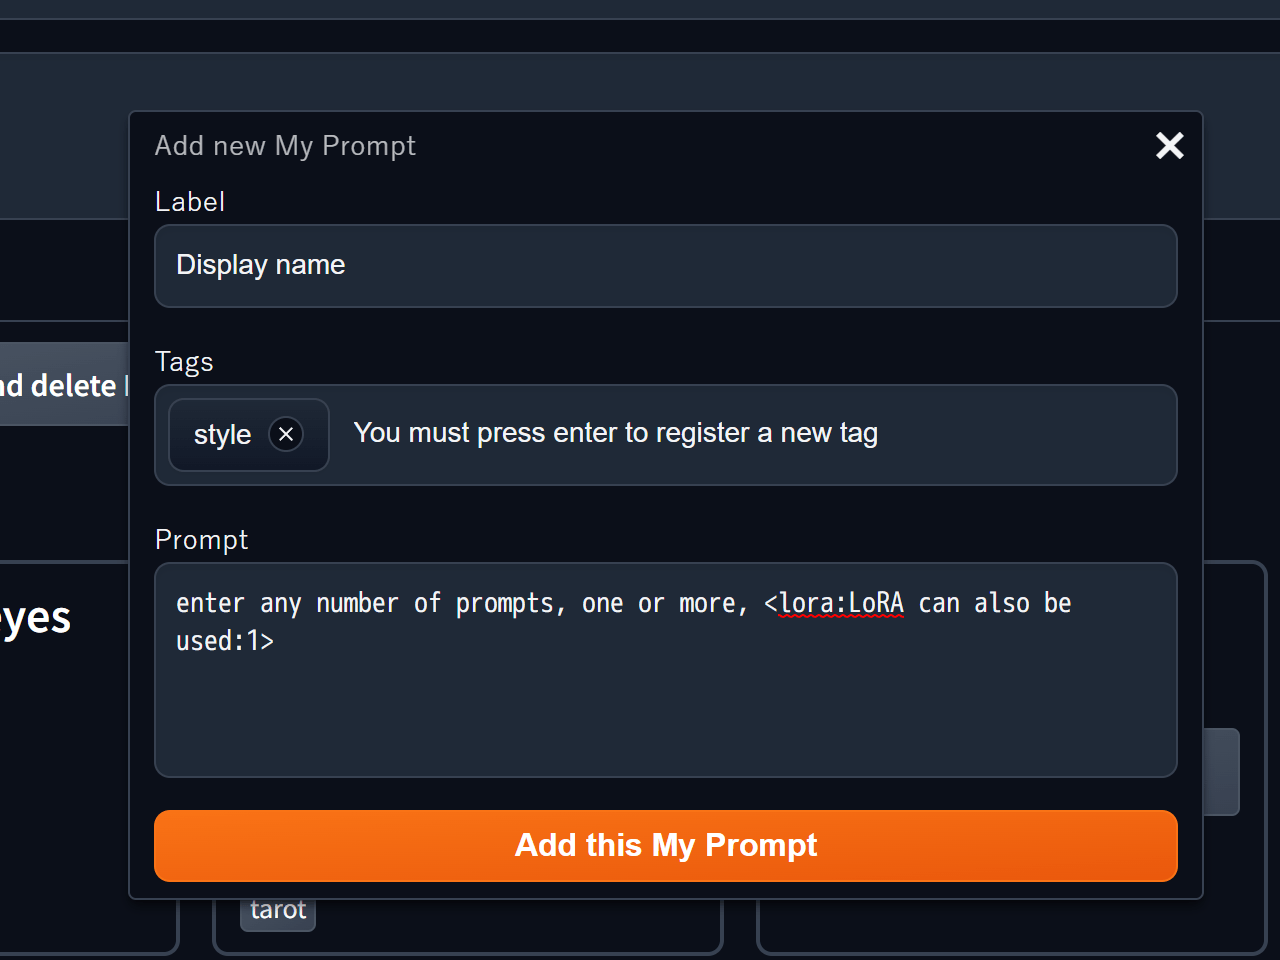 Add new My Prompt
Label
Display name
Tags
style
You must press enter to register a new tag
nd delete
Prompt
enter any number of prompts, one or more, <lora:LoRA can also be
used:1>
eyes
Add this My Prompt
tarot